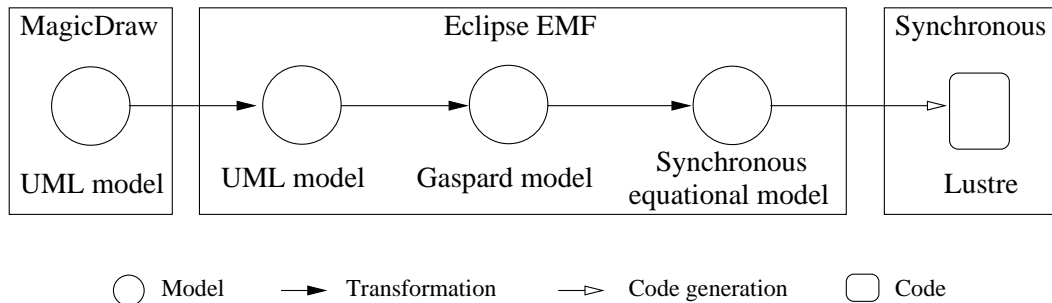 MagicDraw
Eclipse EMF
Synchronous
UML model
UML model
Gaspard model
Synchronous
equational model
Lustre
Model
Transformation
Code generation
Code